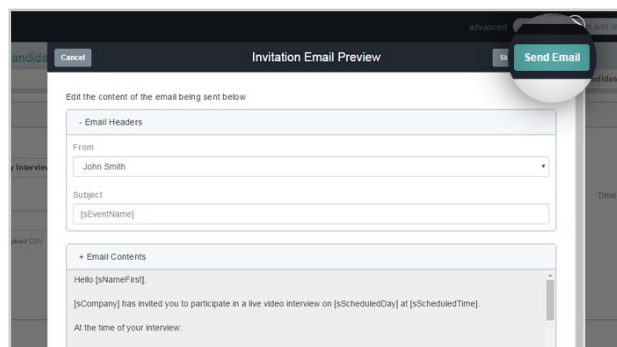 advanced
Cancel
Invitation Email Preview
Send Email
Edit the content of the email being sent below
- Email Headers
From
John Smith
Subject
[sEventName]
+ Email Contents
Hello [sNameFirst],
[sCompany] has invited you to participate in a live video interview on [sScheduledDay] at [sScheduledTime].
At the time of your interview:
Time